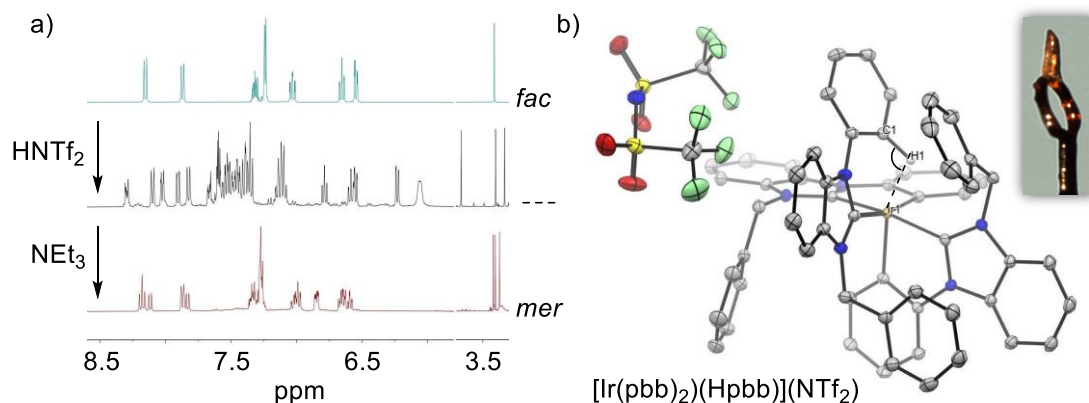 a)
fac
HNTf2
---
NEt3
mer
8.5 7.5 6.5 3.5
ppm
b)
C1
H1
Ir1
[Ir(pbb)2)(Hpbb)](NTf2)